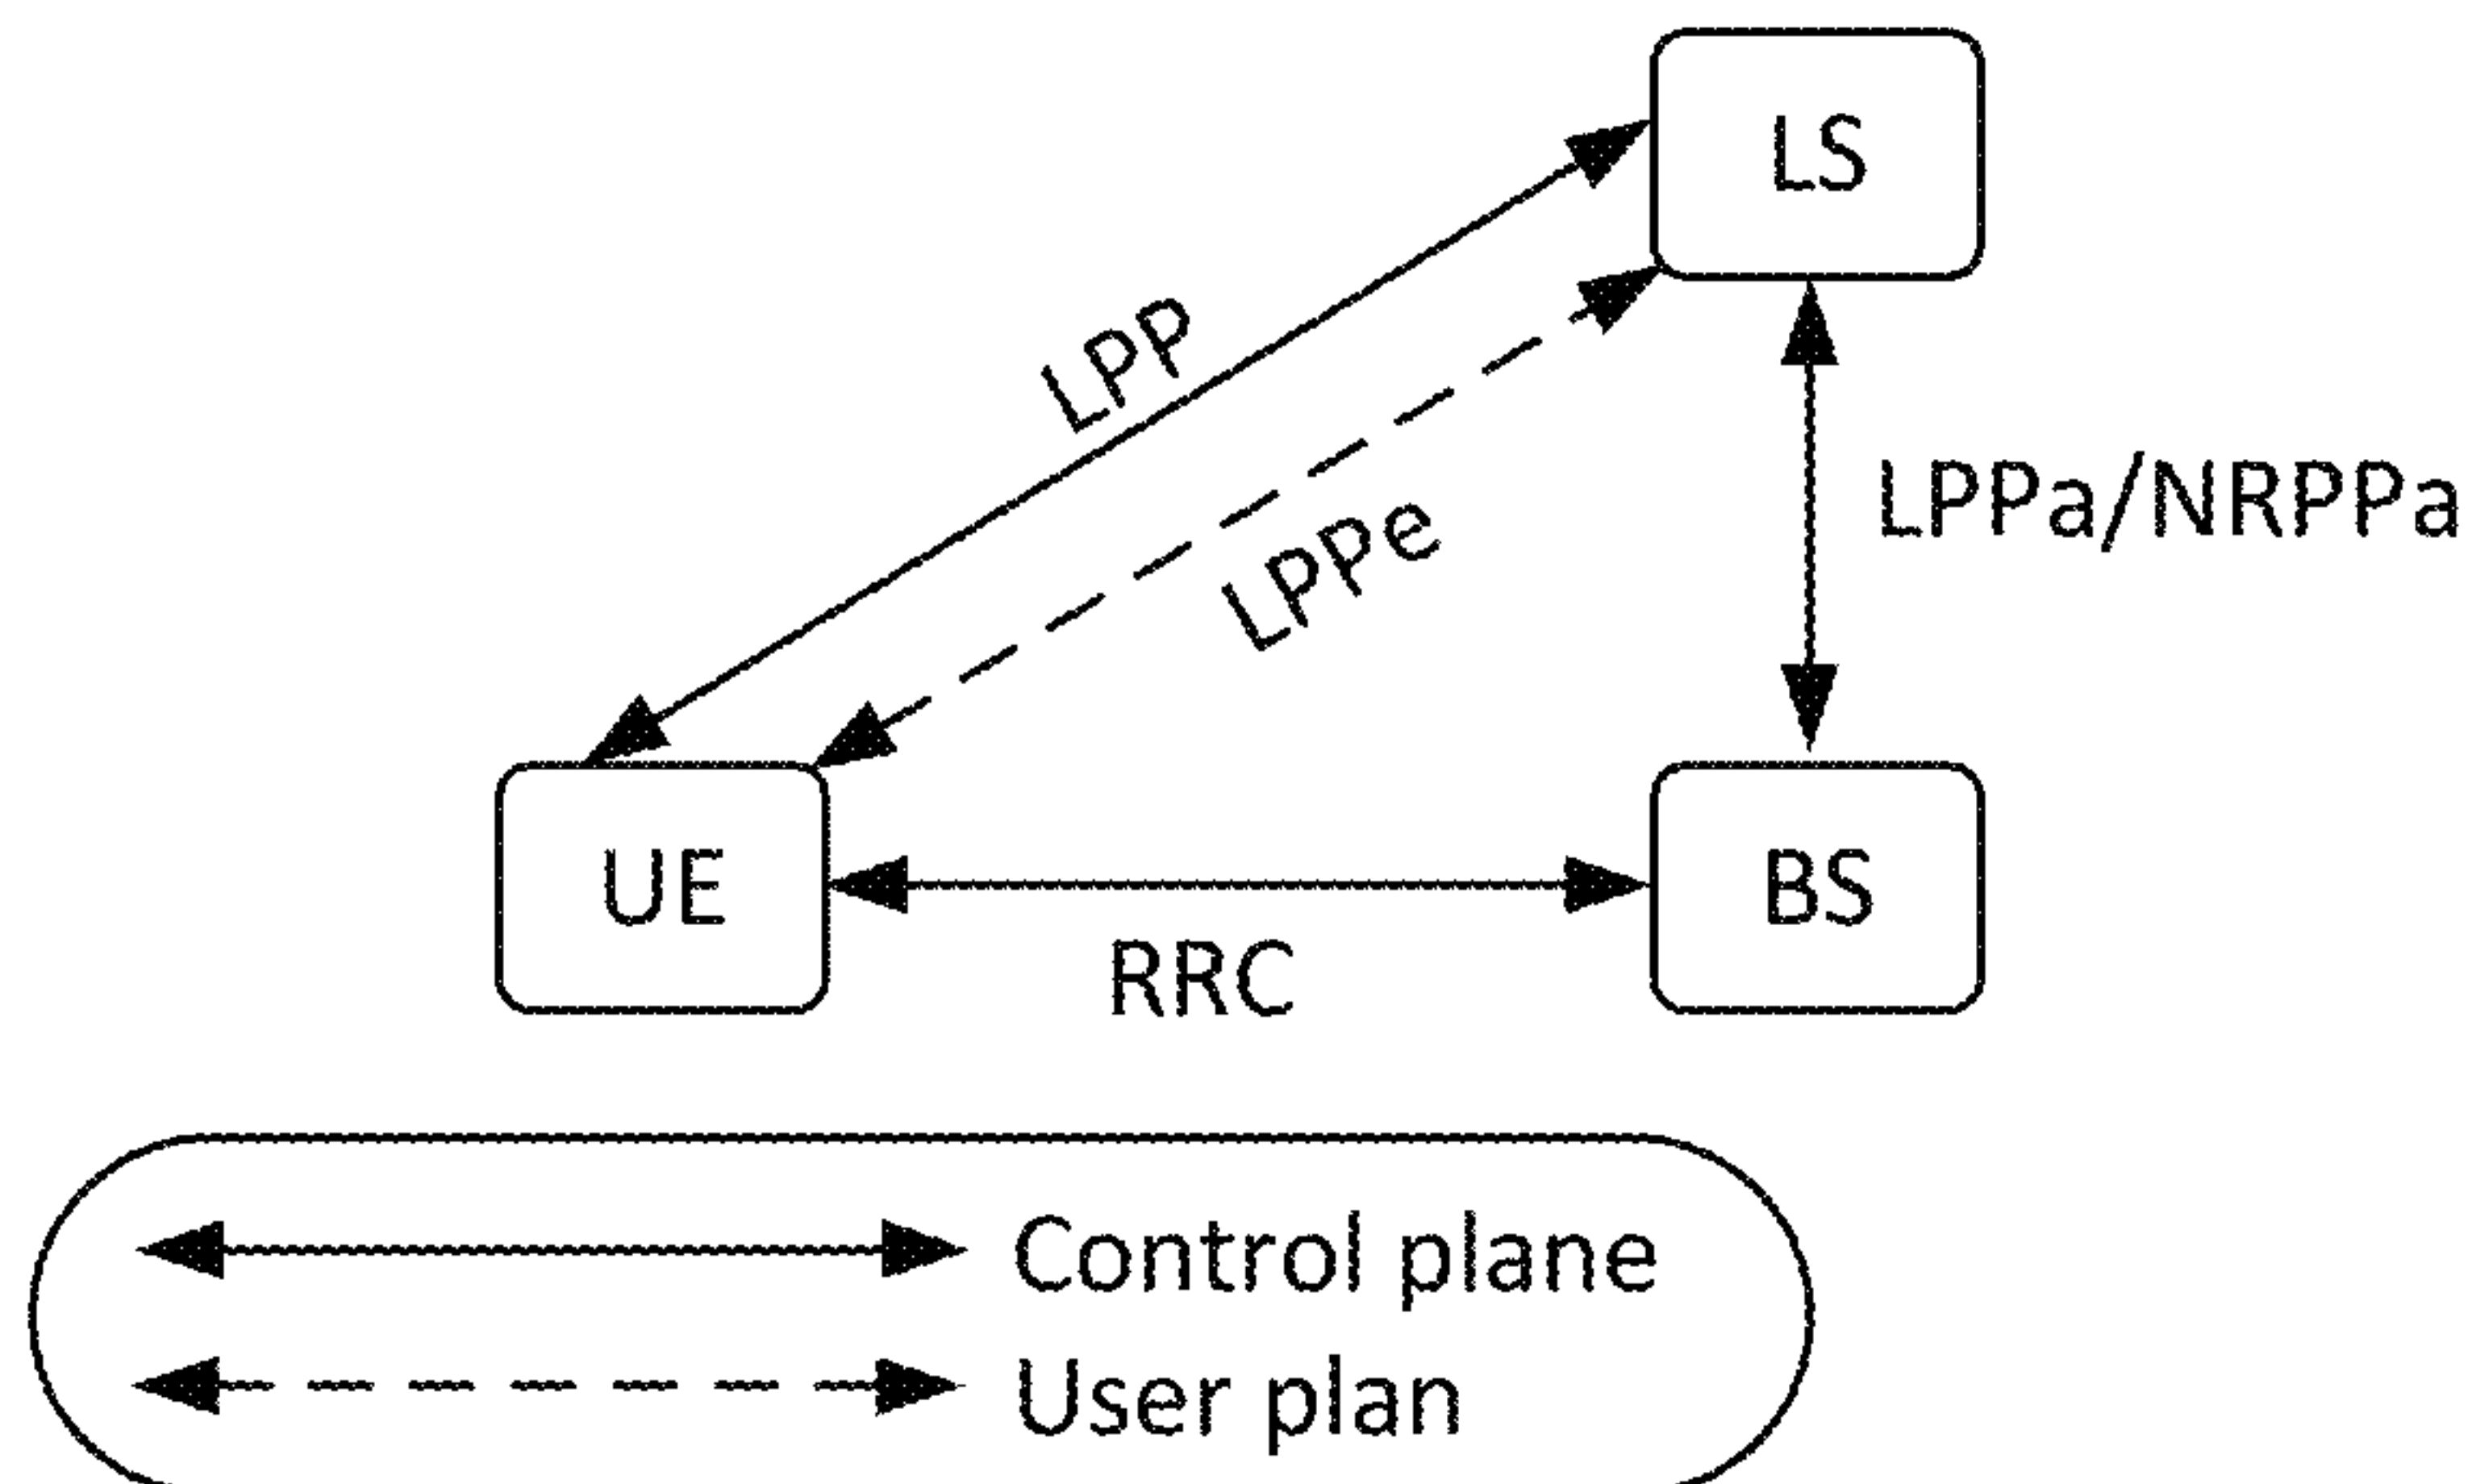 LS
LPP
LPPe
LPPa/NRPPa
UE
BS
RRC
Control plane
User plan